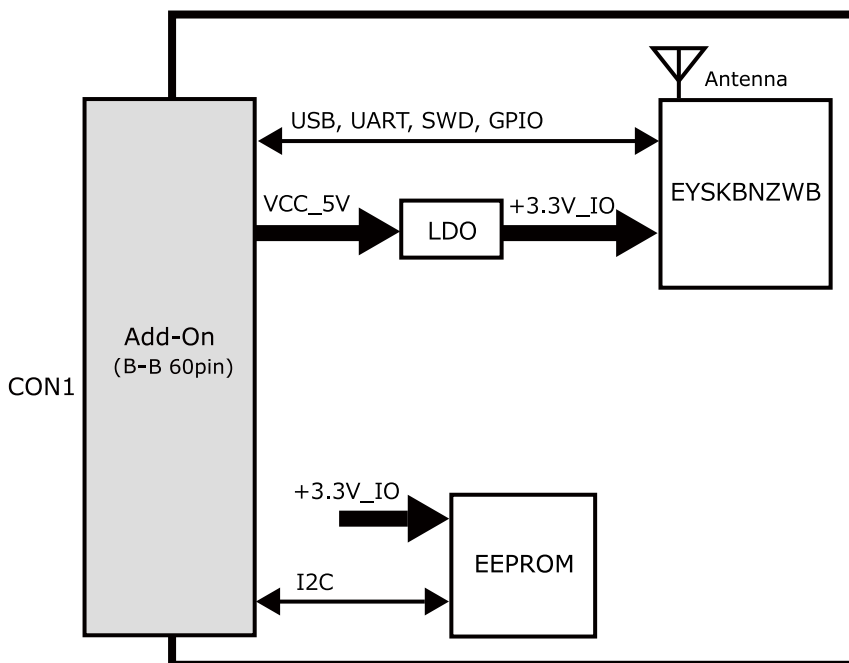 Antenna
USB, UART, SWD, GPIO
EYSKBNZWB
VCC_5V
LDO
+3.3V_IO
Add-On
(B-B 60pin)
CON1
+3.3V_IO
EEPROM
I2C